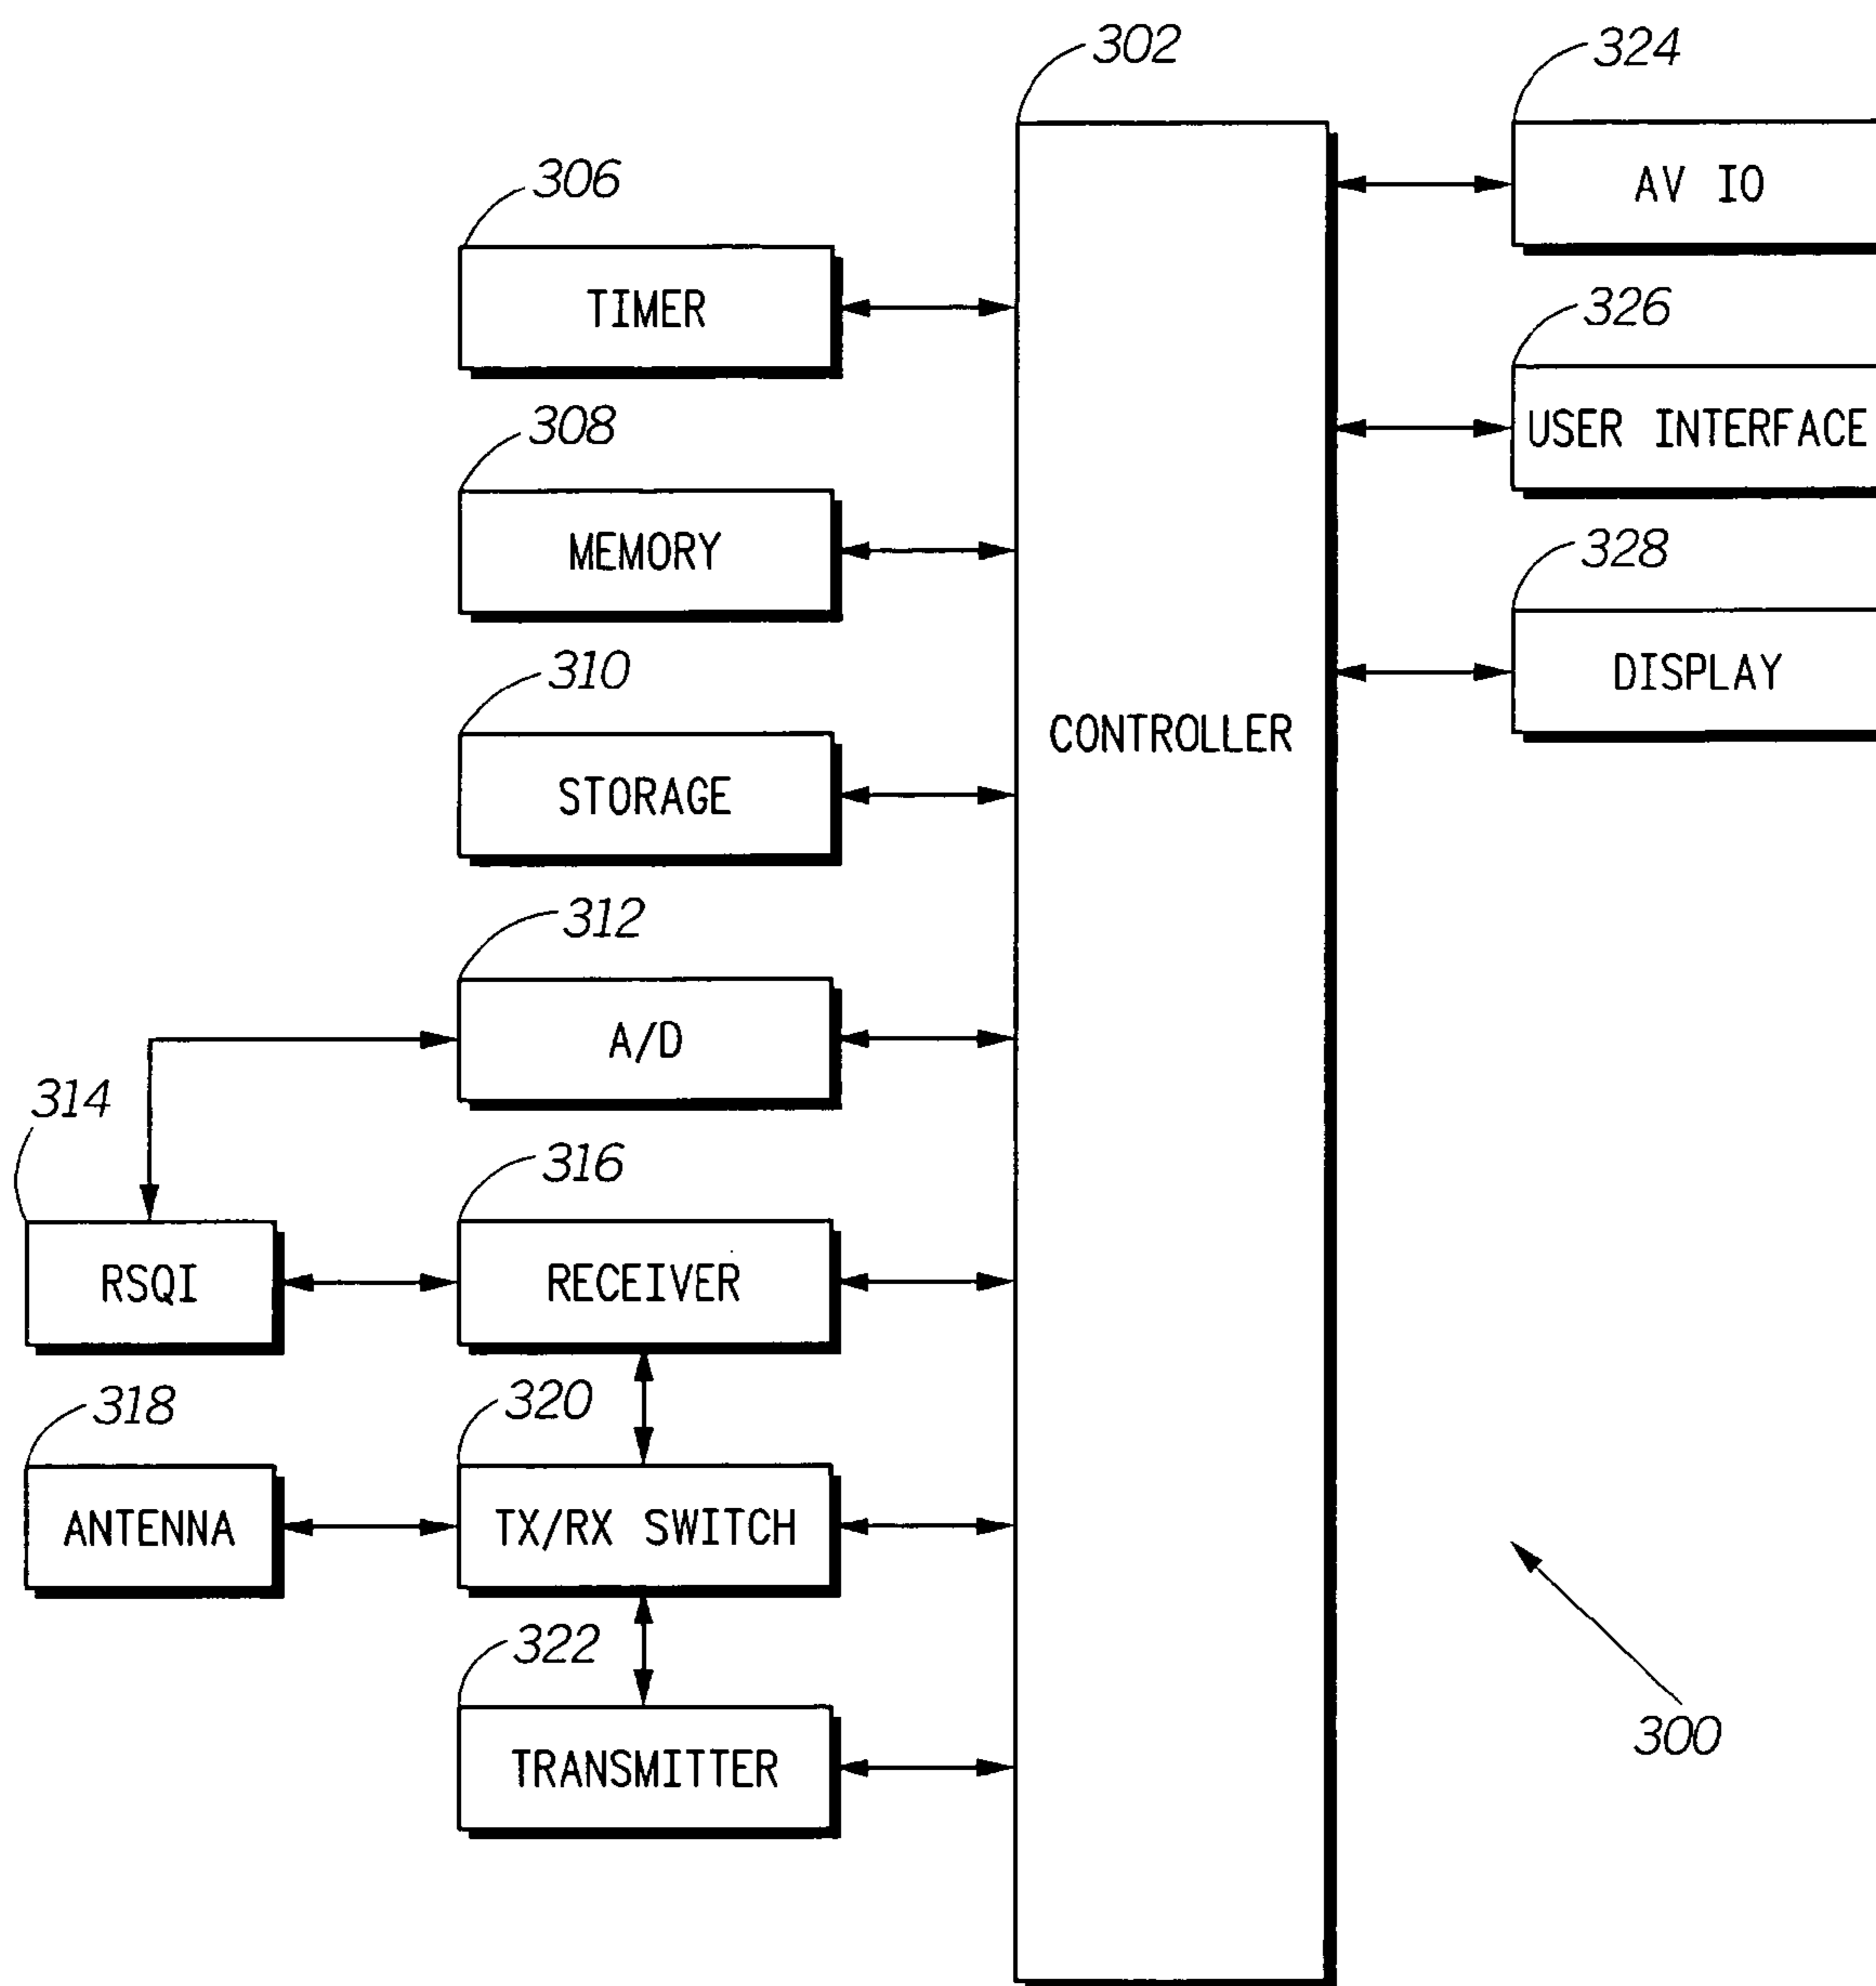 302
324
AV IO
306
TIMER
326
USER INTERFACE
308
MEMORY
328
DISPLAY
310
STORAGE
CONTROLLER
312
A/D
314
316
RSQI
RECEIVER
318
320
ANTENNA
TX/RX SWITCH
322
TRANSMITTER
300